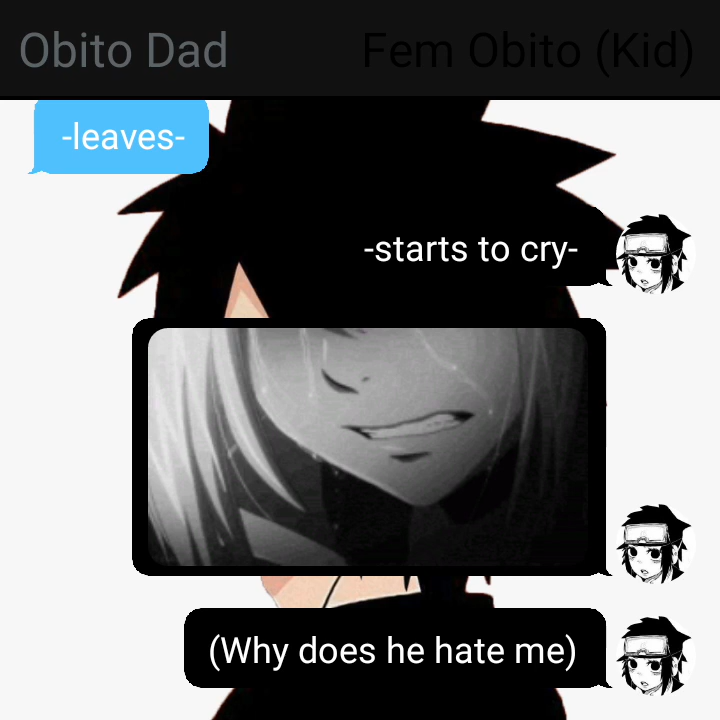 Obito Dad
Fem Obito (Kid)
-leaves-
-starts to cry-
(Why does he hate me)